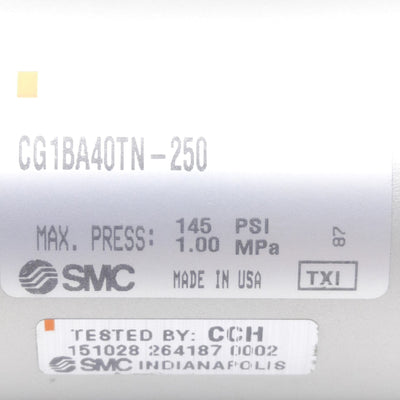 CG1BA40TN-250
MAX. PRESS: 145 PSI
1.00 MPa
87
SMC MADE IN USA TXI
TESTED BY: CCH
151028 264187 0002
SMC INDIANAPOLIS